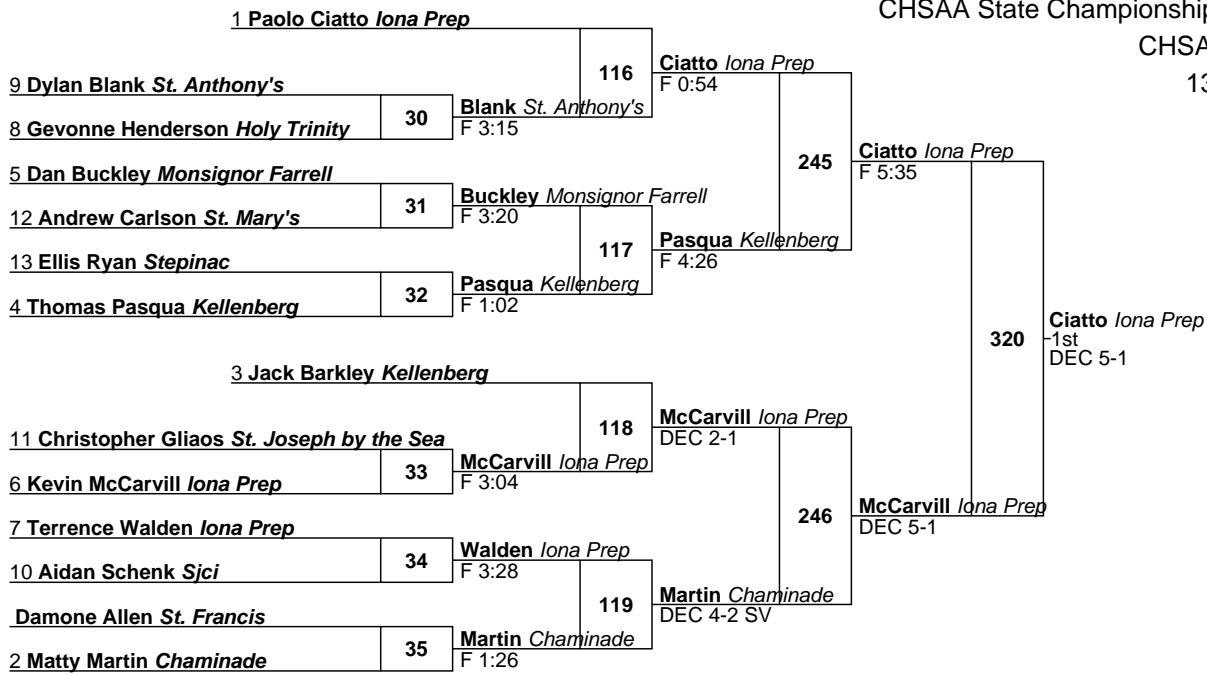 CHSAA State Championship
CHSA
13
1 Paolo Ciatto Iona Prep
116
Ciatto Iona Prep
F 0:54
9 Dylan Blank St. Anthony's
30
Blank St. Anthony's
F 3:15
8 Gevonne Henderson Holy Trinity
245
Ciatto Iona Prep
F 5:35
5 Dan Buckley Monsignor Farrell
31
Buckley Monsignor Farrell
F 3:20
12 Andrew Carlson St. Mary's
117
Pasqua Kellenberg
F 4:26
13 Ellis Ryan Stepinac
32
Pasqua Kellenberg
F 1:02
4 Thomas Pasqua Kellenberg
320
Ciatto Iona Prep
1st
DEC 5-1
3 Jack Barkley Kellenberg
118
McCarvill Iona Prep
DEC 2-1
11 Christopher Gliaos St. Joseph by the Sea
33
McCarvill Iona Prep
F 3:04
6 Kevin McCarvill Iona Prep
246
McCarvill Iona Prep
DEC 5-1
7 Terrence Walden Iona Prep
34
Walden Iona Prep
F 3:28
10 Aidan Schenk Sjci
119
Martin Chaminade
DEC 4-2 SV
Damone Allen St. Francis
35
Martin Chaminade
F 1:26
2 Matty Martin Chaminade